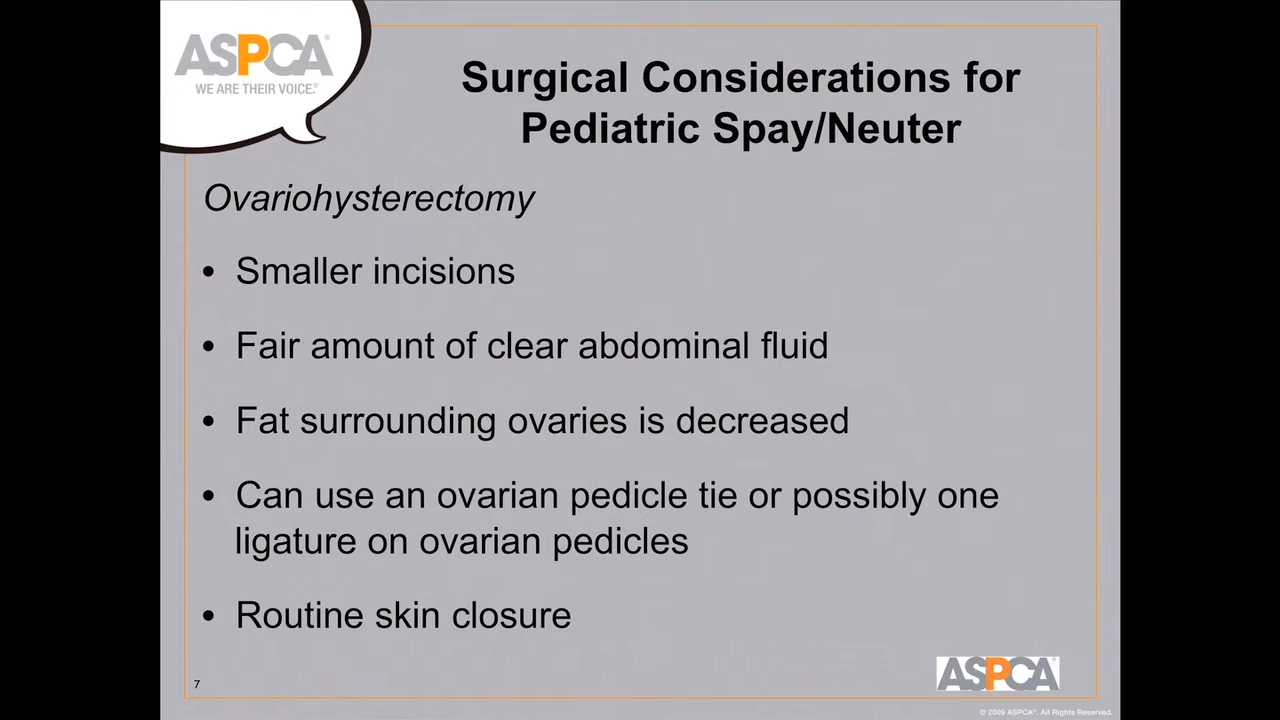 ASPCA®
WE ARE THEIR VOICE.®
Surgical Considerations for
Pediatric Spay/Neuter
Ovariohysterectomy
• Smaller incisions
• Fair amount of clear abdominal fluid
• Fat surrounding ovaries is decreased
• Can use an ovarian pedicle tie or possibly one
ligature on ovarian pedicles
• Routine skin closure
7
ASPCA®
© 2009 ASPCA®. All Rights Reserved.